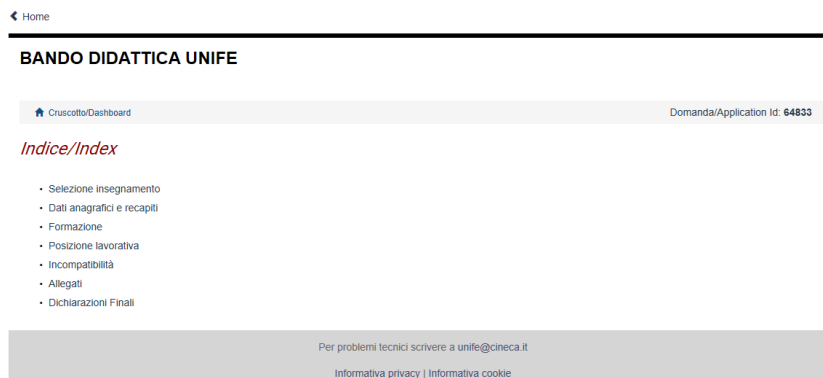 Home
BANDO DIDATTICA UNIFE
Cruscotto/Dashboard Domanda/Application Id: 64833
Indice/Index
• Selezione insegnamento
• Dati anagrafici e recapiti
• Formazione
• Posizione lavorativa
• Incompatibilità
• Allegati
• Dichiarazioni Finali
Per problemi tecnici scrivere a unife@cineca.it
Informativa privacy | Informativa cookie